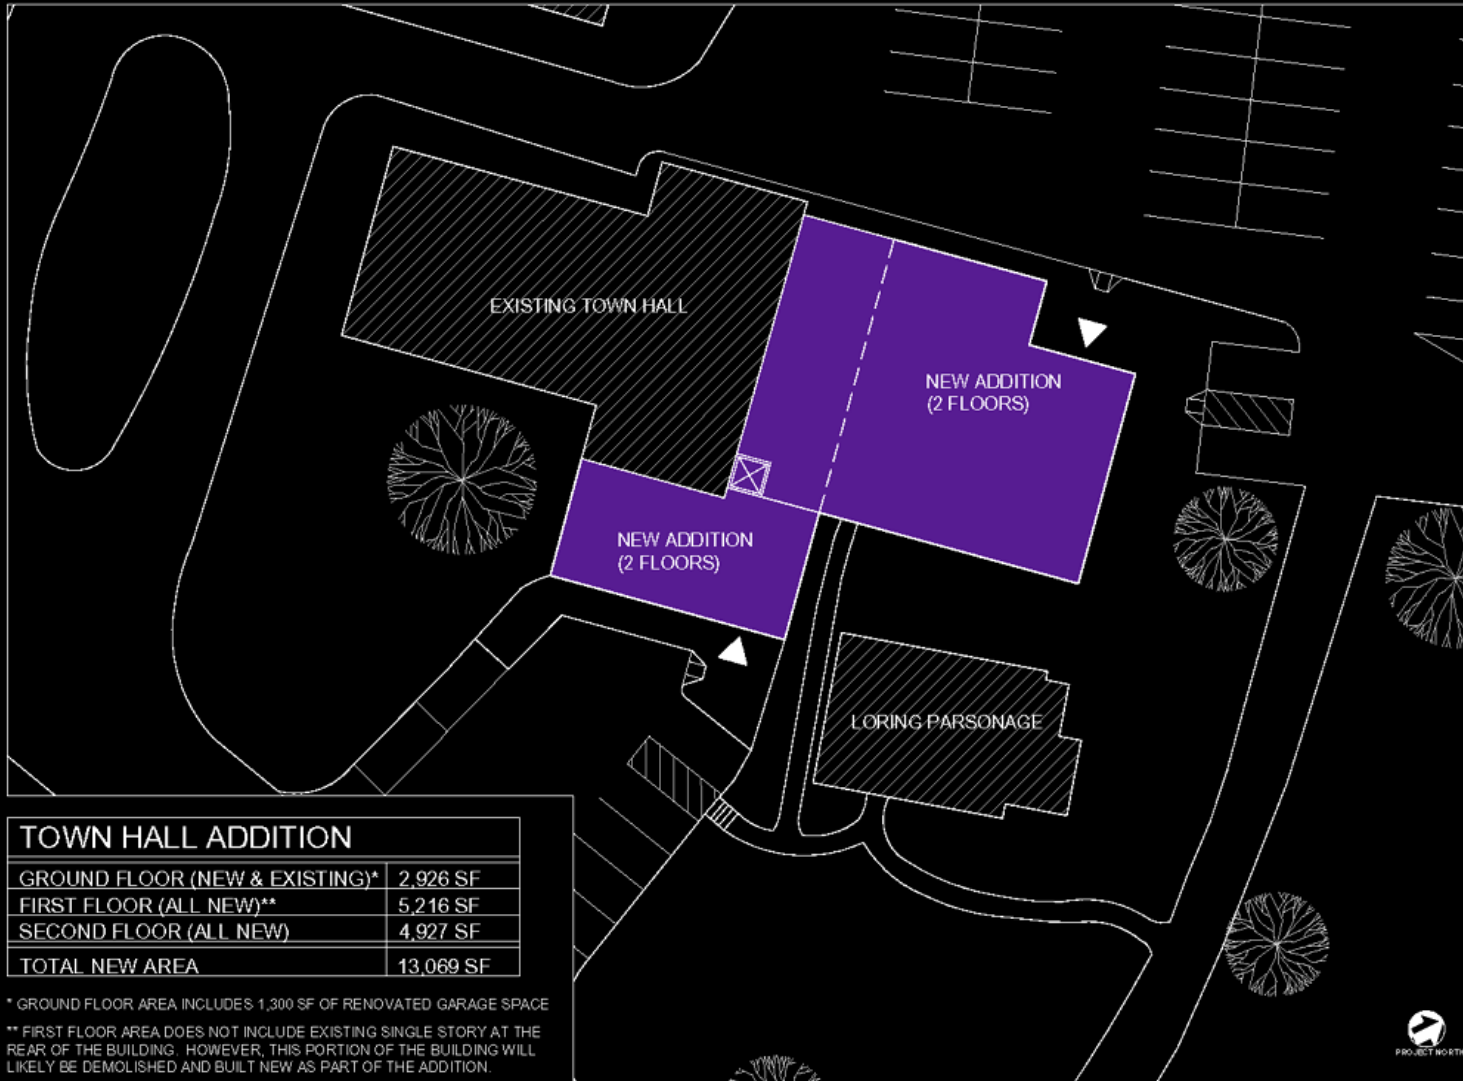 EXISTING TOWN HALL
NEW ADDITION
(2 FLOORS)
NEW ADDITION
(2 FLOORS)
LORING PARSONAGE
TOWN HALL ADDITION
GROUND FLOOR (NEW & EXISTING)* 2,926 SF
FIRST FLOOR (ALL NEW)** 5,216 SF
SECOND FLOOR (ALL NEW) 4,927 SF
TOTAL NEW AREA 13,069 SF
* GROUND FLOOR AREA INCLUDES 1,300 SF OF RENOVATED GARAGE SPACE
** FIRST FLOOR AREA DOES NOT INCLUDE EXISTING SINGLE STORY AT THE
REAR OF THE BUILDING. HOWEVER, THIS PORTION OF THE BUILDING WILL
LIKELY BE DEMOLISHED AND BUILT NEW AS PART OF THE ADDITION.
PROJECT NORTH